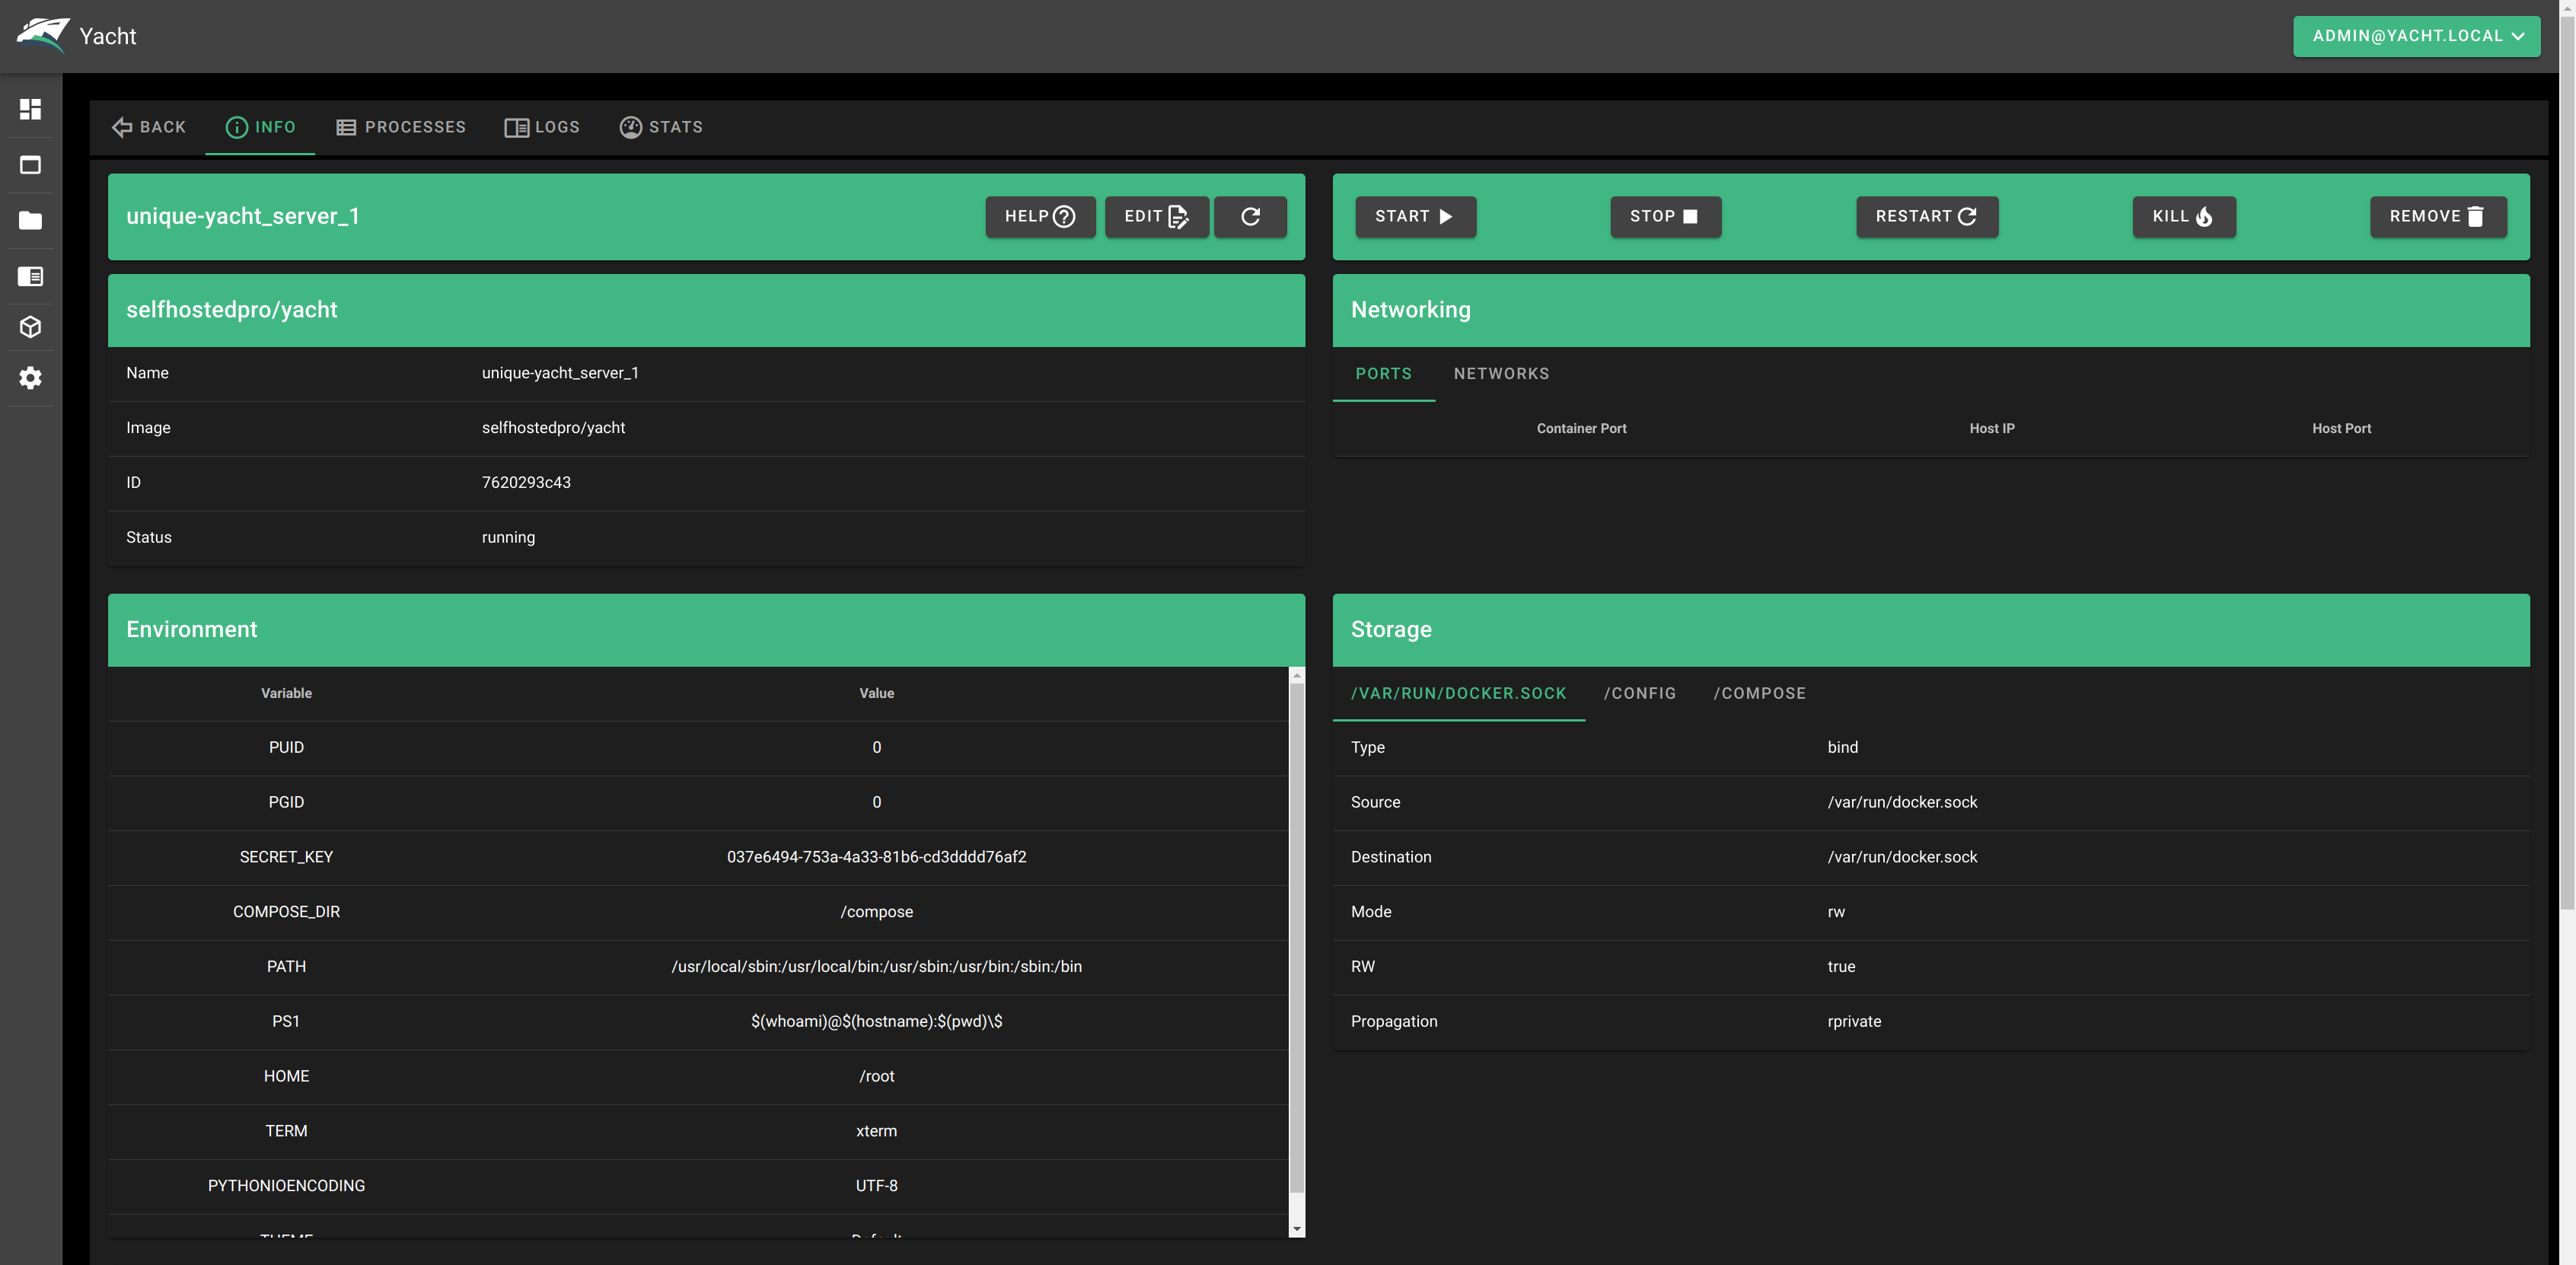 Yacht
ADMIN@YACHT.LOCAL
BACK INFO PROCESSES LOGS STATS
unique-yacht_server_1 HELP EDIT
START STOP RESTART KILL REMOVE
selfhostedpro/yacht
Name unique-yacht_server_1
Image selfhostedpro/yacht
ID 7620293c43
Status running
Networking
PORTS NETWORKS
Container Port Host IP Host Port
Environment
Variable Value
PUID 0
PGID 0
SECRET_KEY 037e6494-753a-4a33-81b6-cd3dddd76af2
COMPOSE_DIR /compose
PATH /usr/local/sbin:/usr/local/bin:/usr/sbin:/usr/bin:/sbin:/bin
PS1 $(whoami)@$(hostname):$(pwd)\$
HOME /root
TERM xterm
PYTHONIOENCODING UTF-8
THEME Default
Storage
/VAR/RUN/DOCKER.SOCK /CONFIG /COMPOSE
Type bind
Source /var/run/docker.sock
Destination /var/run/docker.sock
Mode rw
RW true
Propagation rprivate